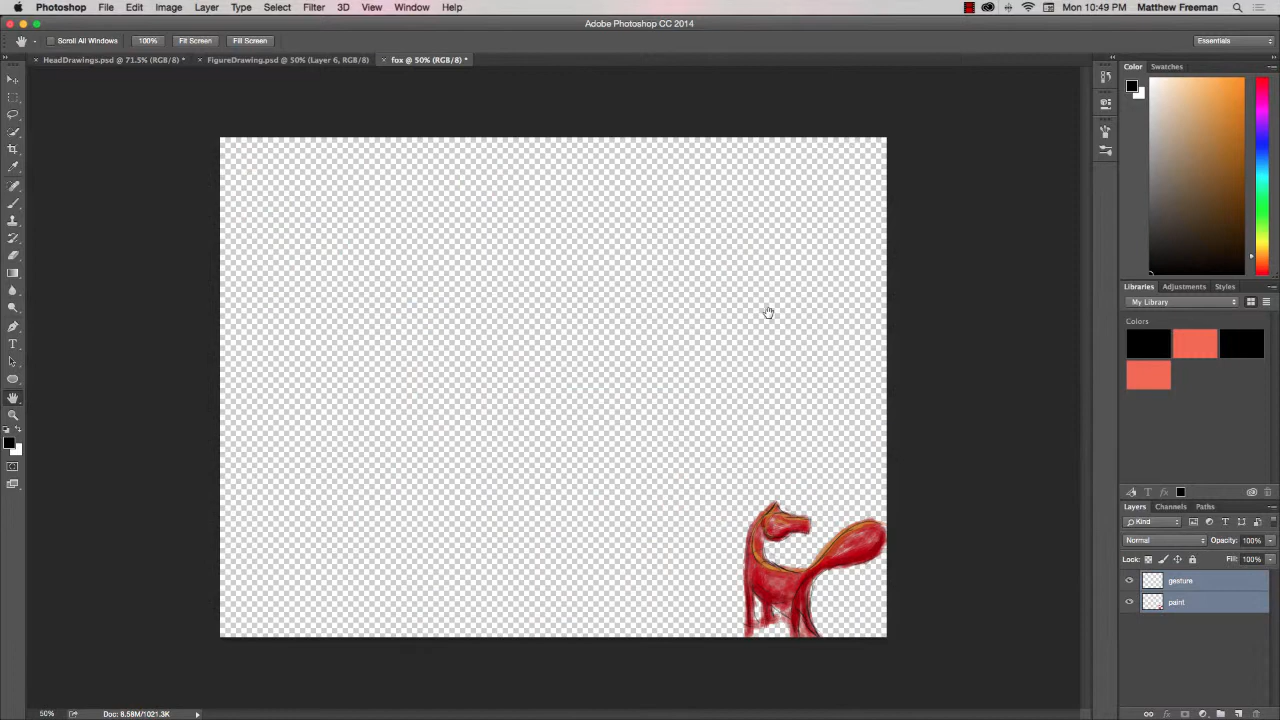 Photoshop File Edit Image Layer Type Select Filter 3D View Window Help Mon 10:49 PM Matthew Freeman
Adobe Photoshop CC 2014
Scroll All Windows 100% Fit Screen Fill Screen Essentials
HeadDrawings.psd @ 71.5% (RGB/8) * FigureDrawing.psd @ 50% (Layer 6, RGB/8) fox @ 50% (RGB/8) *
Color Swatches
Libraries Adjustments Styles
My Library
Colors
Layers Channels Paths
Kind
Normal Opacity: 100%
Lock: Fill: 100%
gesture
paint
50% Doc: 8.58M/1021.3K